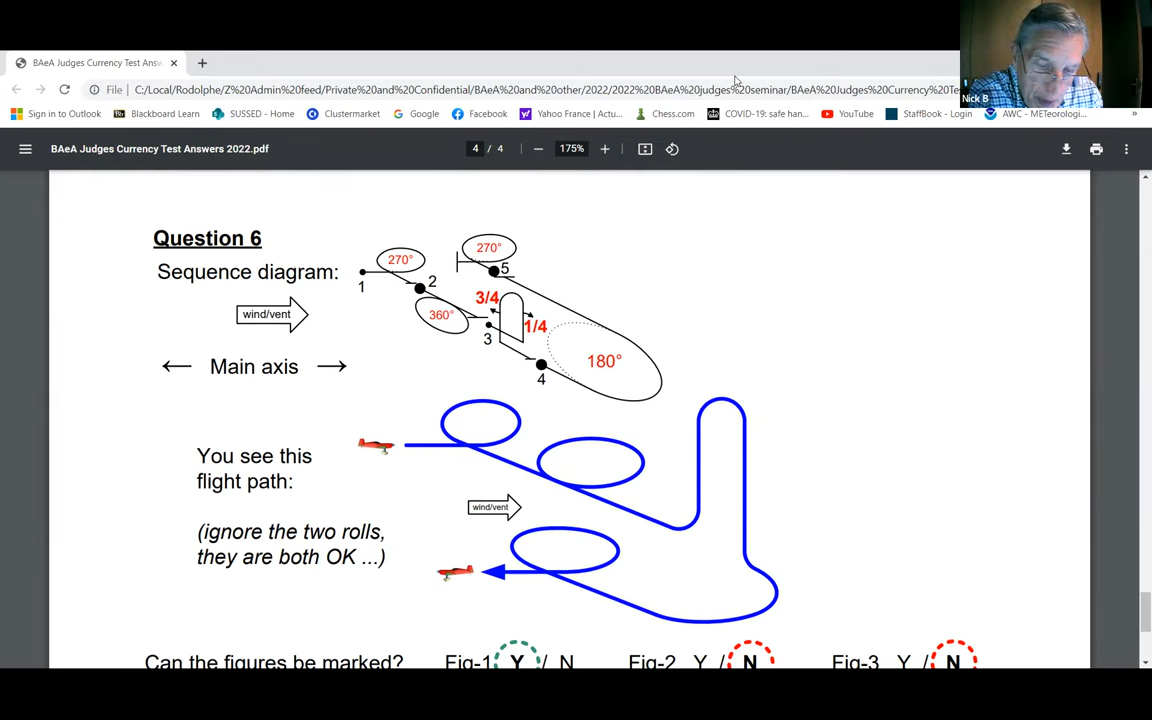 Nick B
BAeA Judges Currency Test Answ
File C:/Local/Rodolphe/Z%20Admin%20feed/Private%20and%20Confidential/BAeA%20and%20other/2022/2022%20BAeA%20judges%20seminar/BAeA%20Judges%20Currency%20Te
Sign in to Outlook Blackboard Learn SUSSED - Home Clustermarket Google Facebook Yahoo France | Actu... Chess.com COVID-19: safe han... YouTube StaffBook - Login AWC - METeorologi... »
BAeA Judges Currency Test Answers 2022.pdf 4 / 4 175%
Question 6
Sequence diagram:
270°
270°
1
2
5
wind/vent
360°
3/4
1/4
3
180°
4
← Main axis →
You see this
flight path:
wind/vent
(ignore the two rolls,
they are both OK ...)
Can the figures be marked? Fig-1 Y / N Fig-2 Y / N Fig-3 Y / N